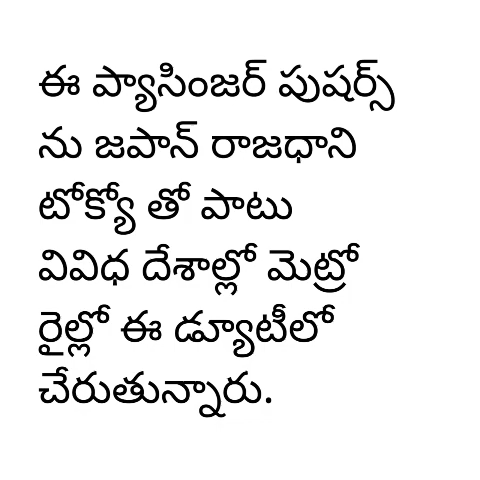 ఈ ప్యాసింజర్ పుషర్స్
ను జపాన్ రాజధాని
టోక్యో తో పాటు
వివిధ దేశాల్లో మెట్రో
రైల్లో ఈ డ్యూటీలో
చేరుతున్నారు.